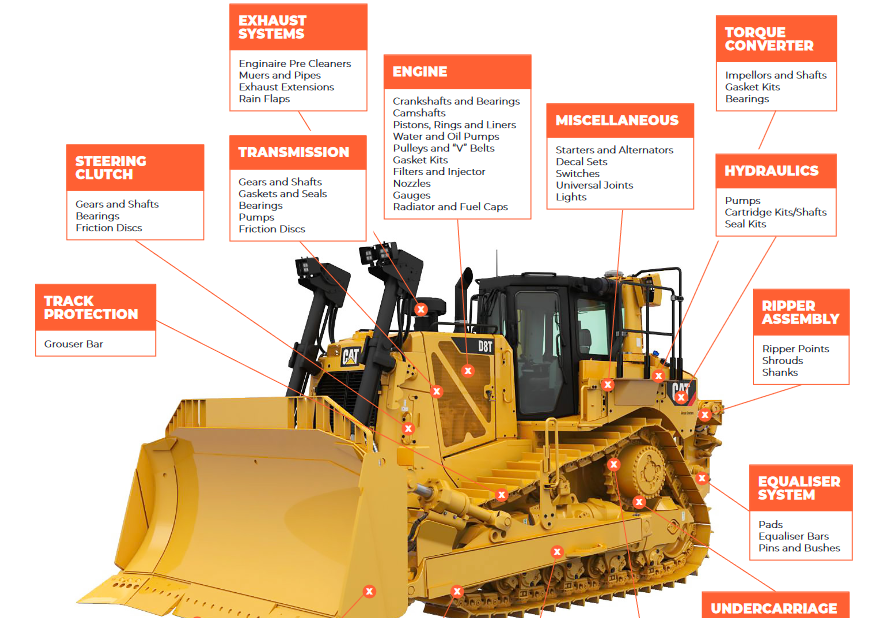 EXHAUST
SYSTEMS
Enginaire Pre Cleaners
Muers and Pipes
Exhaust Extensions
Rain Flaps
ENGINE
Crankshafts and Bearings
Camshafts
Pistons, Rings and Liners
Water and Oil Pumps
Pulleys and “V” Belts
Gasket Kits
Filters and Injector
Nozzles
Gauges
Radiator and Fuel Caps
TORQUE
CONVERTER
Impellors and Shafts
Gasket Kits
Bearings
MISCELLANEOUS
Starters and Alternators
Decal Sets
Switches
Universal Joints
Lights
TRANSMISSION
Gears and Shafts
Gaskets and Seals
Bearings
Pumps
Friction Discs
STEERING
CLUTCH
Gears and Shafts
Bearings
Friction Discs
HYDRAULICS
Pumps
Cartridge Kits/Shafts
Seal Kits
TRACK
PROTECTION
Grouser Bar
RIPPER
ASSEMBLY
Ripper Points
Shrouds
Shanks
CAT
D8T
CAT
EQUALISER
SYSTEM
Pads
Equaliser Bars
Pins and Bushes
UNDERCARRIAGE